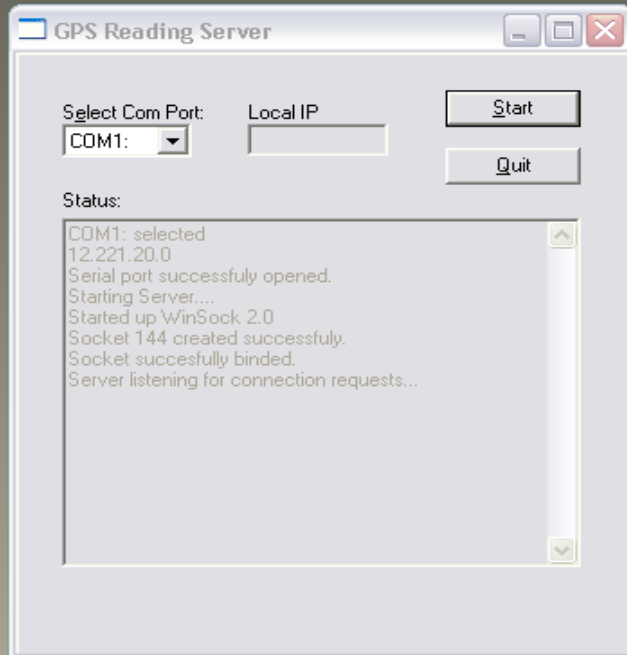 GPS Reading Server
Select Com Port:
Local IP
Start
COM1:
Quit
Status:
COM1: selected
12.221.20.0
Serial port successfuly opened.
Starting Server....
Started up WinSock 2.0
Socket 144 created successfuly.
Socket succesfully binded.
Server listening for connection requests...